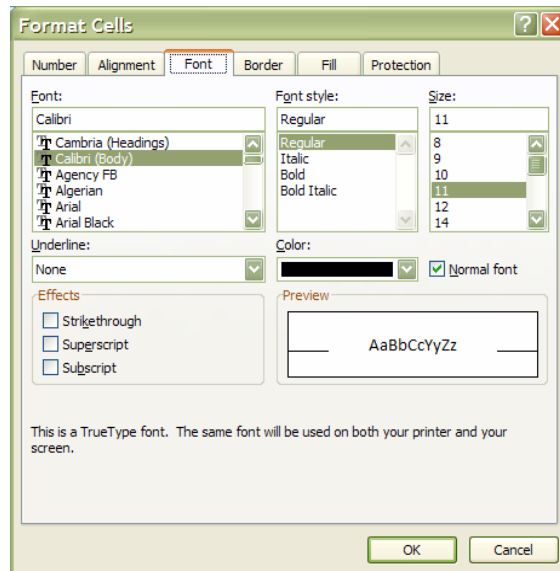 Format Cells
Number Alignment Font Border Fill Protection
Font: Font style: Size:
Calibri Regular 11
Cambria (Headings) Regular 8
Calibri (Body) Italic 9
Agency FB Bold 10
Algerian Bold Italic 11
Arial 12
Arial Black 14
Underline: Color:
None Normal font
Effects Preview
Strikethrough
Superscript AaBbCcYyZz
Subscript
This is a TrueType font. The same font will be used on both your printer and your
screen.
OK Cancel